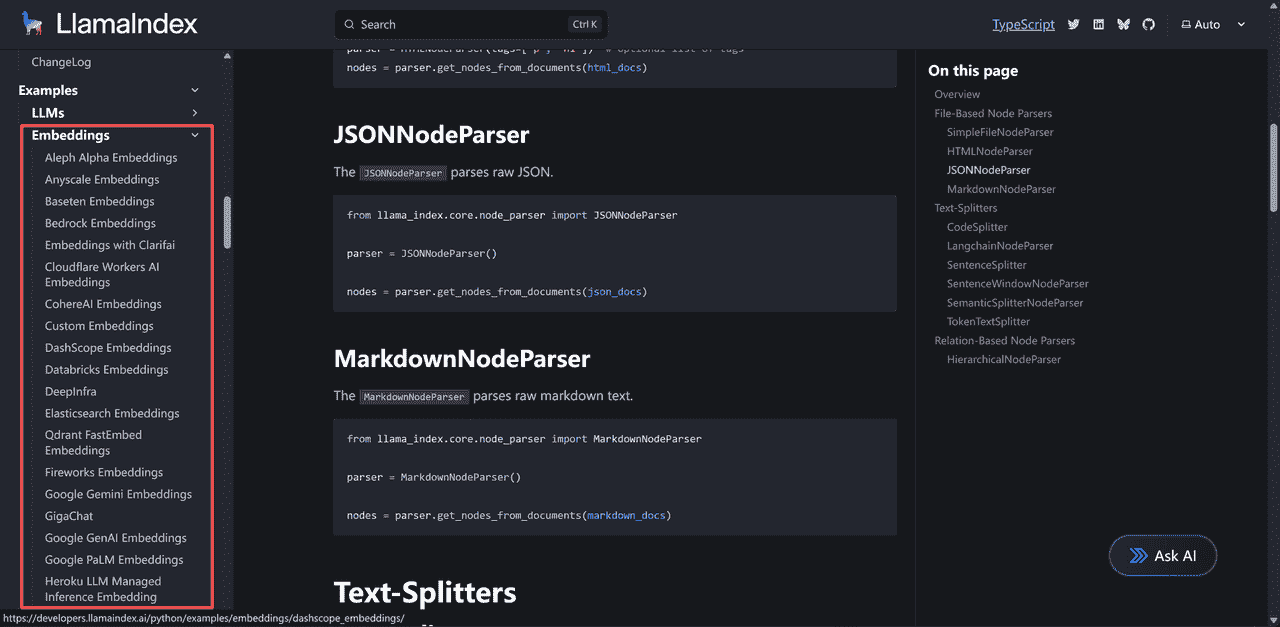 LlamaIndex
Search
Ctrl K
TypeScript
Auto
ChangeLog
Examples
LLMs
Embeddings
Aleph Alpha Embeddings
Anyscale Embeddings
Baseten Embeddings
Bedrock Embeddings
Embeddings with Clarifai
Cloudflare Workers AI
Embeddings
CohereAI Embeddings
Custom Embeddings
DashScope Embeddings
Databricks Embeddings
DeepInfra
Elasticsearch Embeddings
Qdrant FastEmbed
Embeddings
Fireworks Embeddings
Google Gemini Embeddings
GigaChat
Google GenAI Embeddings
Google PaLM Embeddings
Heroku LLM Managed
Inference Embedding
nodes = parser.get_nodes_from_documents(html_docs)
JSONNodeParser
The JSONNodeParser parses raw JSON.
from llama_index.core.node_parser import JSONNodeParser
parser = JSONNodeParser()
nodes = parser.get_nodes_from_documents(json_docs)
MarkdownNodeParser
The MarkdownNodeParser parses raw markdown text.
from llama_index.core.node_parser import MarkdownNodeParser
parser = MarkdownNodeParser()
nodes = parser.get_nodes_from_documents(markdown_docs)
Text-Splitters
On this page
Overview
File-Based Node Parsers
SimpleFileNodeParser
HTMLNodeParser
JSONNodeParser
MarkdownNodeParser
Text-Splitters
CodeSplitter
LangchainNodeParser
SentenceSplitter
SentenceWindowNodeParser
SemanticSplitterNodeParser
TokenTextSplitter
Relation-Based Node Parsers
HierarchicalNodeParser
Ask AI
https://developers.llamaindex.ai/python/examples/embeddings/dashscope_embeddings/